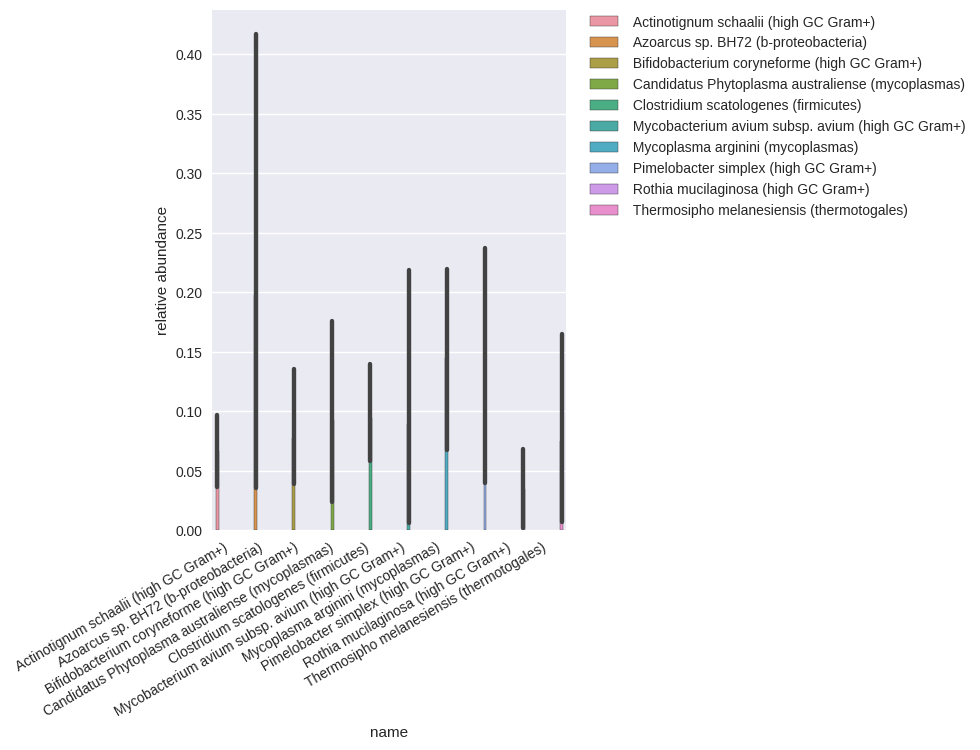 0.40
0.35
0.30
0.25
0.20
0.15
0.10
0.05
0.00
relative abundance
Actinotignum schaalii (high GC Gram+)
Azoarcus sp. BH72 (b-proteobacteria)
Bifidobacterium coryneforme (high GC Gram+)
Candidatus Phytoplasma australiense (mycoplasmas)
Clostridium scatologenes (firmicutes)
Mycobacterium avium subsp. avium (high GC Gram+)
Mycoplasma arginini (mycoplasmas)
Pimelobacter simplex (high GC Gram+)
Rothia mucilaginosa (high GC Gram+)
Thermosipho melanesiensis (thermotogales)
name
Actinotignum schaalii (high GC Gram+)
Azoarcus sp. BH72 (b-proteobacteria)
Bifidobacterium coryneforme (high GC Gram+)
Candidatus Phytoplasma australiense (mycoplasmas)
Clostridium scatologenes (firmicutes)
Mycobacterium avium subsp. avium (high GC Gram+)
Mycoplasma arginini (mycoplasmas)
Pimelobacter simplex (high GC Gram+)
Rothia mucilaginosa (high GC Gram+)
Thermosipho melanesiensis (thermotogales)